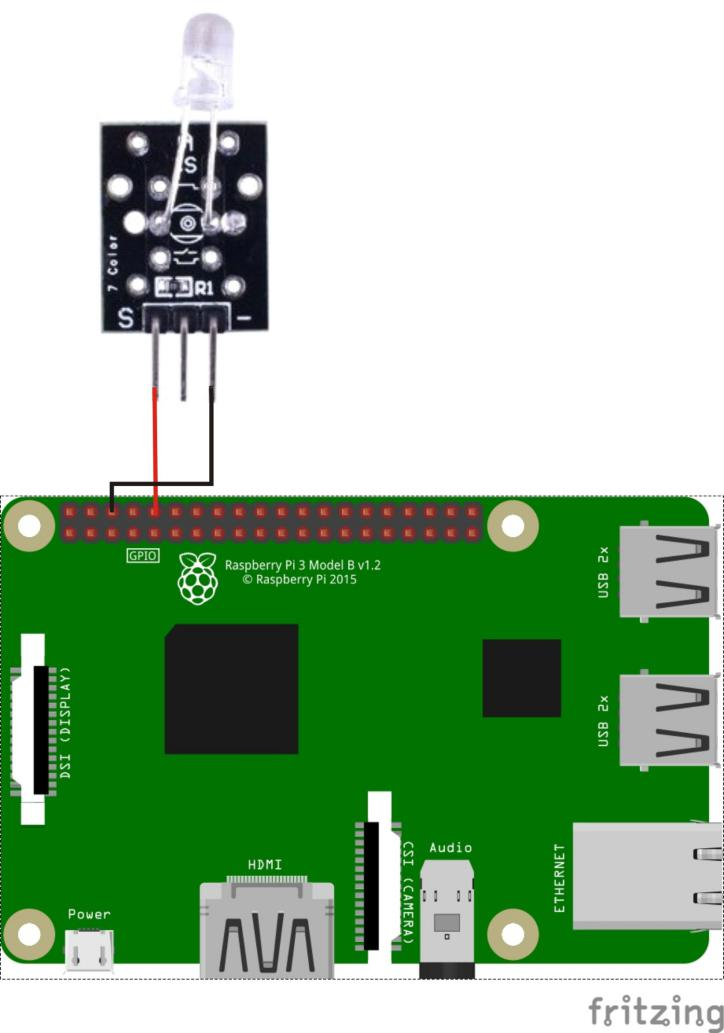 A
S
7 Color
R1
S -
GPIO
Raspberry Pi 3 Model B v1.2
© Raspberry Pi 2015
USB 2x
DSI (DISPLAY)
USB 2x
HDMI
CSI (CAMERA)
Audio
ETHERNET
Power
fritzing